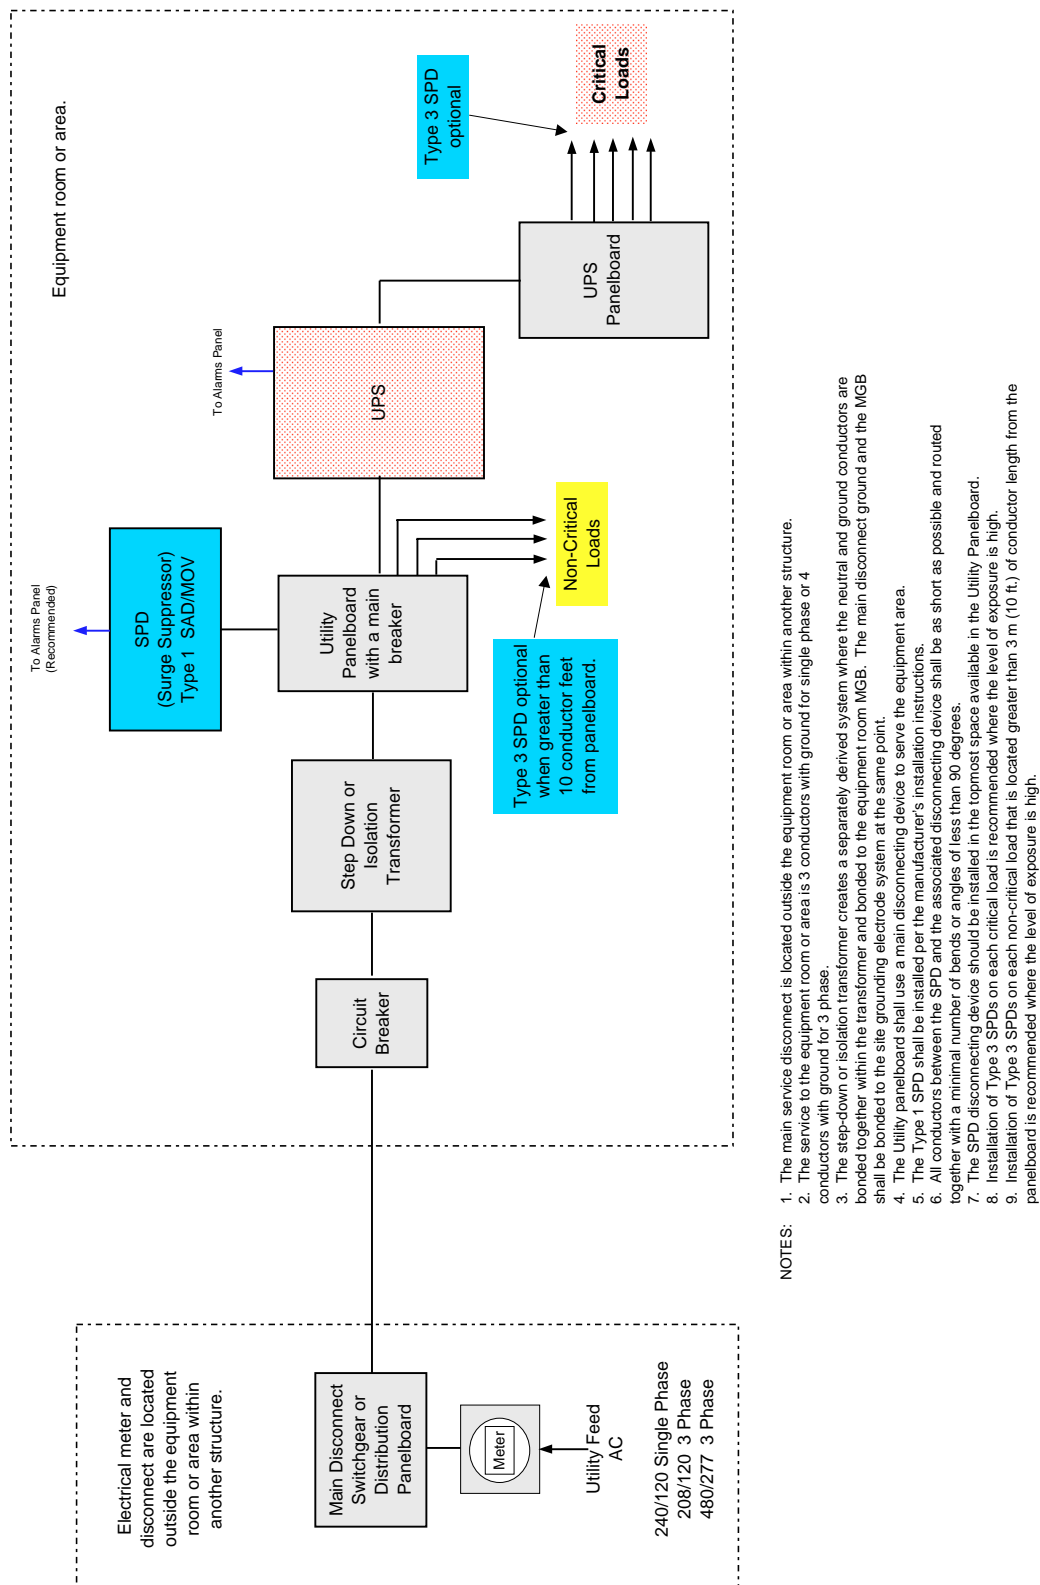 Electrical meter and
disconnect are located
outside the equipment
room or area within
another structure.
Main Disconnect
Switchgear or
Distribution
Panelboard
Meter
Utility Feed
AC
240/120 Single Phase
208/120  3 Phase
480/277  3 Phase
Equipment room or area.
Circuit
Breaker
Step Down or
Isolation
Transformer
To Alarms Panel
(Recommended)
SPD
(Surge Suppressor)
Type 1  SAD/MOV
Utility
Panelboard
with a main
breaker
Type 3 SPD optional
when greater than
10 conductor feet
from panelboard.
Non-Critical
Loads
To Alarms Panel
UPS
UPS
Panelboard
Type 3 SPD
optional
Critical
Loads
NOTES:
1.  The main service disconnect is located outside the equipment room or area within another structure.
2.  The service to the equipment room or area is 3 conductors with ground for single phase or 4
conductors with ground for 3 phase.
3.  The step-down or isolation transformer creates a separately derived system where the neutral and ground conductors are
bonded together within the transformer and bonded to the equipment room MGB.  The main disconnect ground and the MGB
shall be bonded to the site grounding electrode system at the same point.
4.  The Utility panelboard shall use a main disconnecting device to serve the equipment area.
5.  The Type 1 SPD shall be installed per the manufacturer's installation instructions.
6.  All conductors between the SPD and the associated disconnecting device shall be as short as possible and routed
together with a minimal number of bends or angles of less than 90 degrees.
7.  The SPD disconnecting device should be installed in the topmost space available in the Utility Panelboard.
8.  Installation of Type 3 SPDs on each critical load is recommended where the level of exposure is high.
9.  Installation of Type 3 SPDs on each non-critical load that is located greater than 3 m (10 ft.) of conductor length from the
panelboard is recommended where the level of exposure is high.